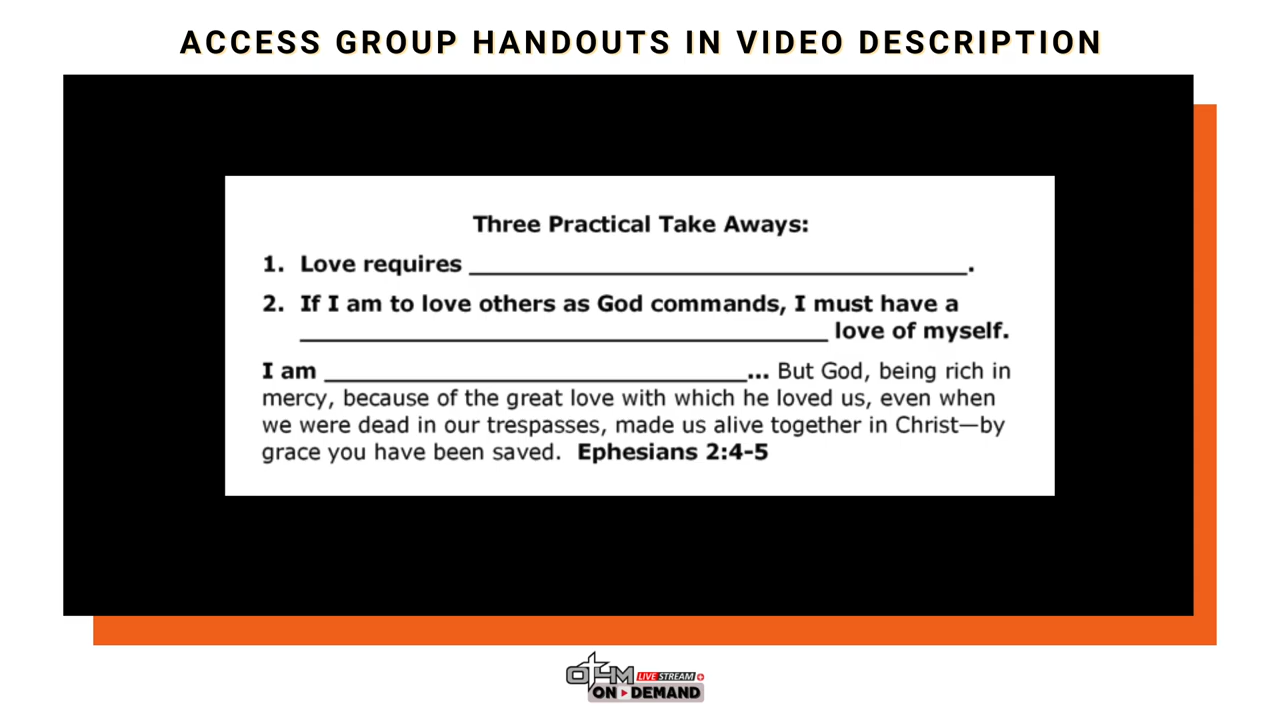 ACCESS GROUP HANDOUTS IN VIDEO DESCRIPTION
Three Practical Take Aways:
1. Love requires ______________________________________.
2. If I am to love others as God commands, I must have a
________________________________________ love of myself.
I am ________________________________... But God, being rich in
mercy, because of the great love with which he loved us, even when
we were dead in our trespasses, made us alive together in Christ—by
grace you have been saved. Ephesians 2:4-5
LIVE STREAM
ON DEMAND